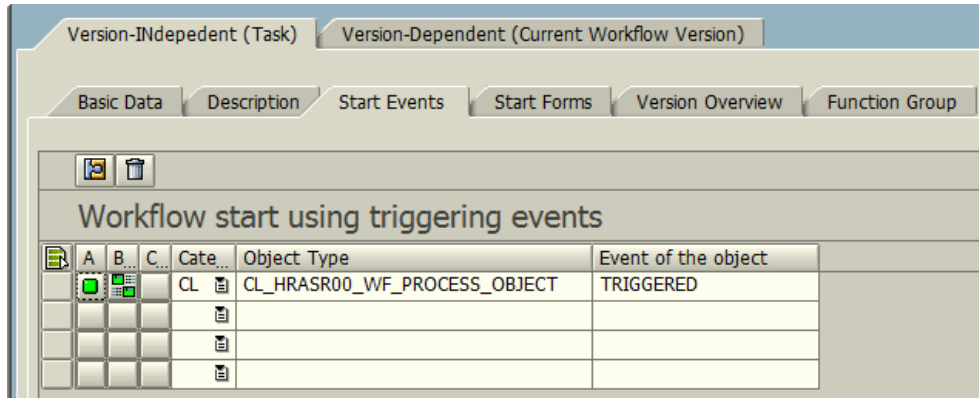 Version-INdepedent (Task) Version-Dependent (Current Workflow Version)
Basic Data Description Start Events Start Forms Version Overview Function Group
Workflow start using triggering events
A B... C... Cate... Object Type Event of the object
CL CL_HRASR00_WF_PROCESS_OBJECT TRIGGERED